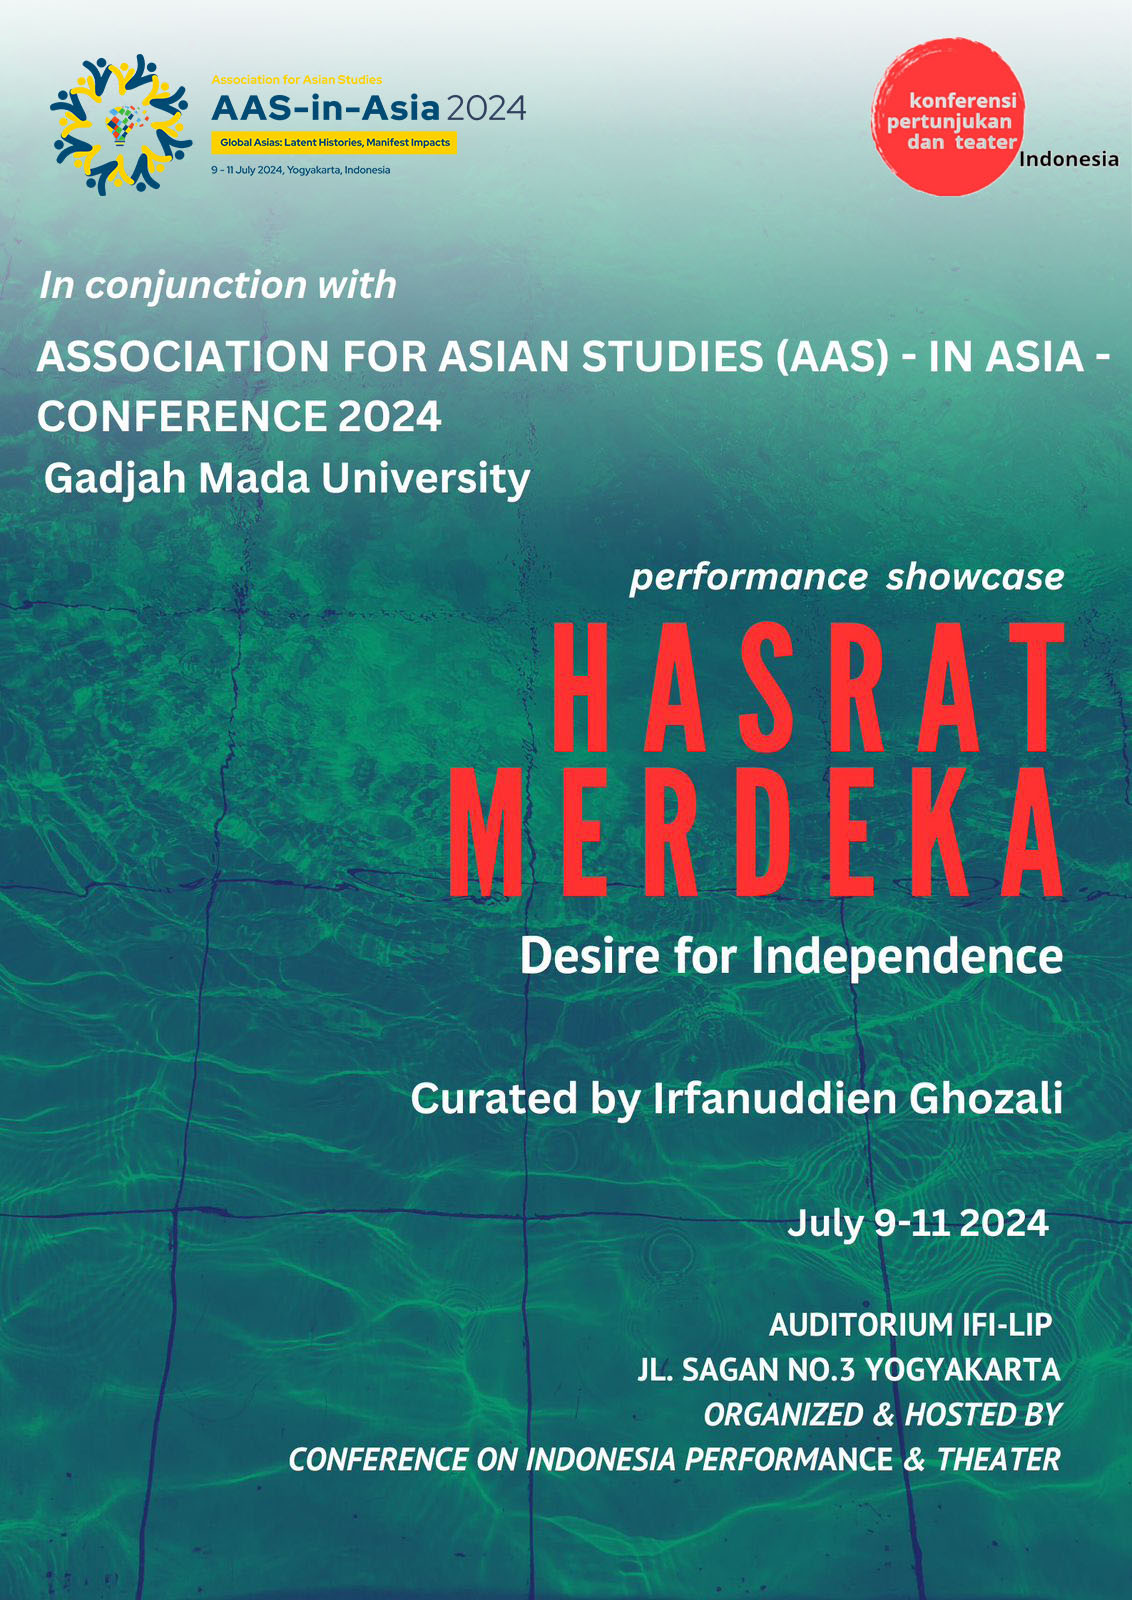 Association for Asian Studies
AAS-in-Asia 2024
Global Asias: Latent Histories, Manifest Impacts
9 - 11 July 2024, Yogyakarta, Indonesia
konferensi
pertunjukan
dan teater
Indonesia
In conjunction with
ASSOCIATION FOR ASIAN STUDIES (AAS) - IN ASIA -
CONFERENCE 2024
Gadjah Mada University
performance showcase
HASRAT
MERDEKA
Desire for Independence
Curated by Irfanuddien Ghozali
July 9-11 2024
AUDITORIUM IFI-LIP
JL. SAGAN NO.3 YOGYAKARTA
ORGANIZED & HOSTED BY
CONFERENCE ON INDONESIA PERFORMANCE & THEATER